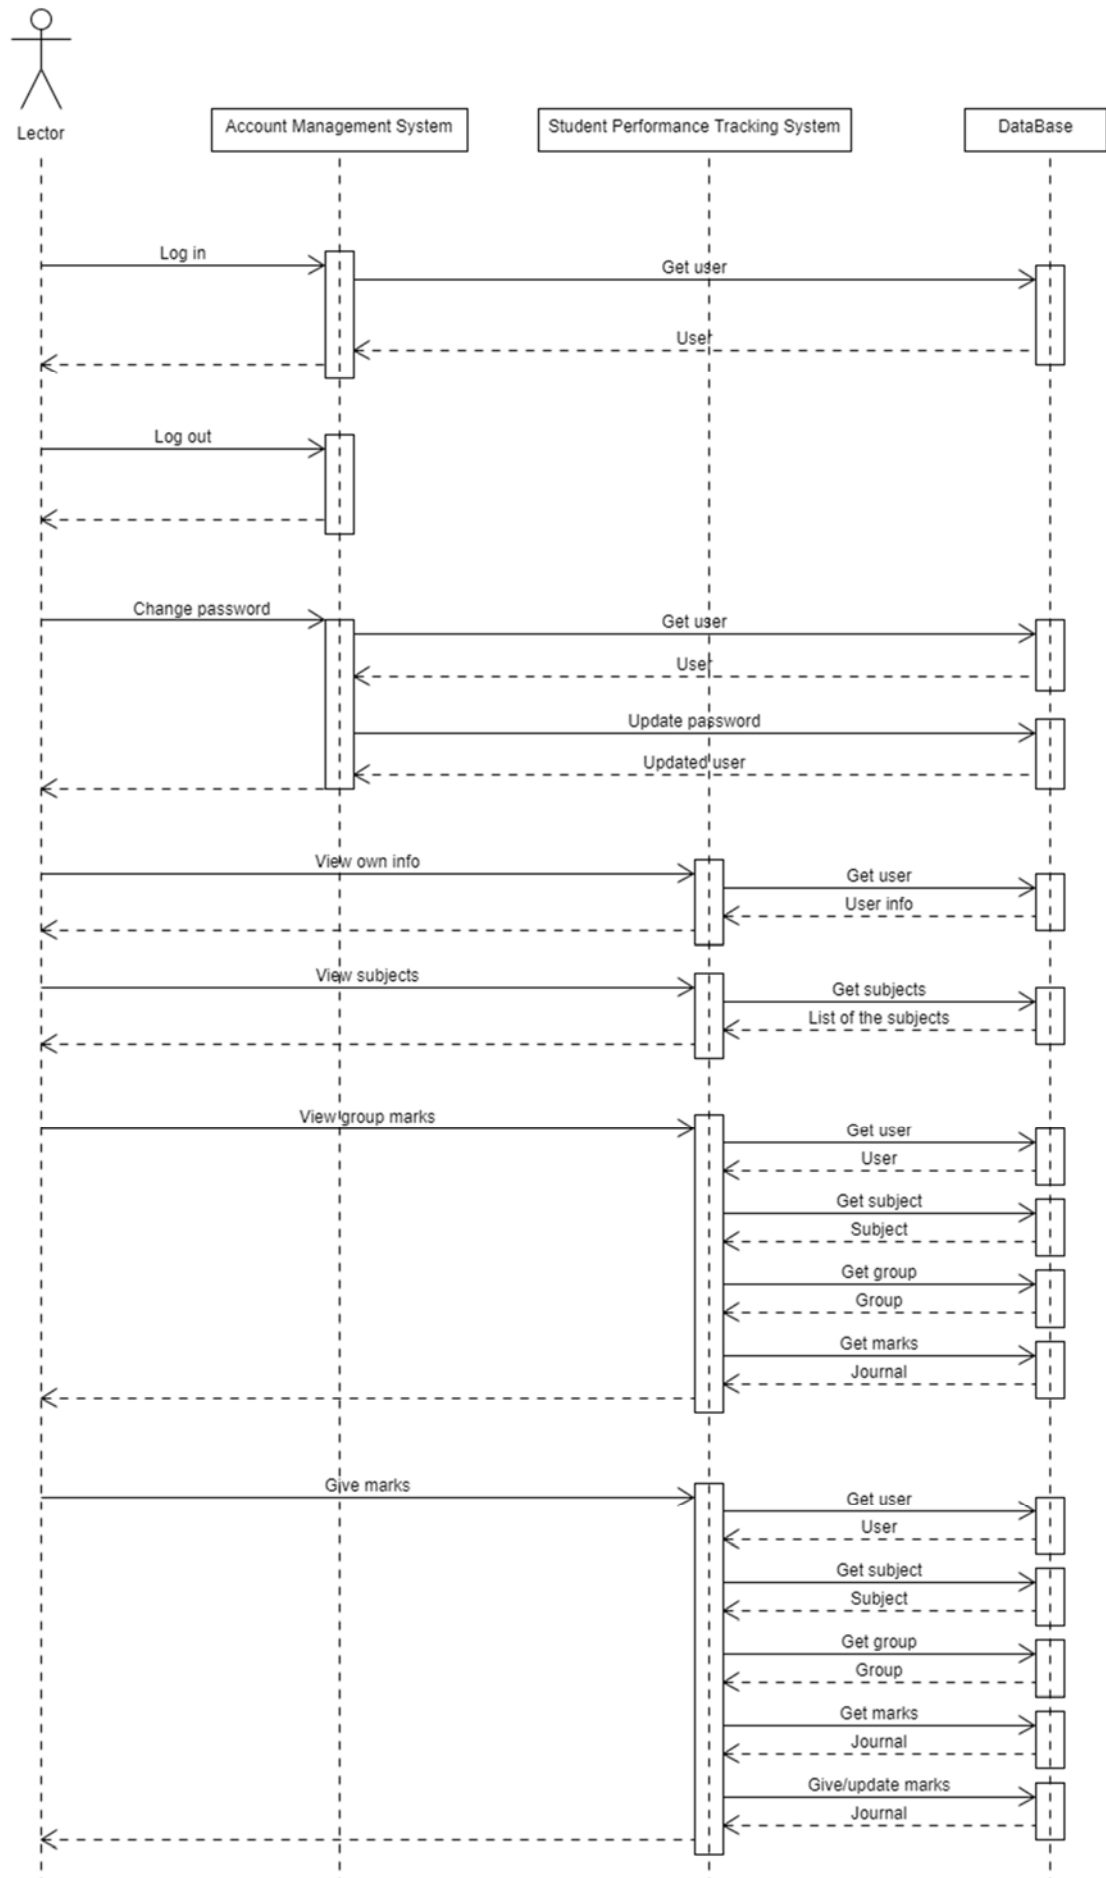 Lector
Account Management System
Student Performance Tracking System
DataBase
Log in
Get user
User
Log out
Change password
Get user
User
Update password
Updated user
View own info
Get user
User info
View subjects
Get subjects
List of the subjects
View group marks
Get user
User
Get subject
Subject
Get group
Group
Get marks
Journal
Give marks
Get user
User
Get subject
Subject
Get group
Group
Get marks
Journal
Give/update marks
Journal